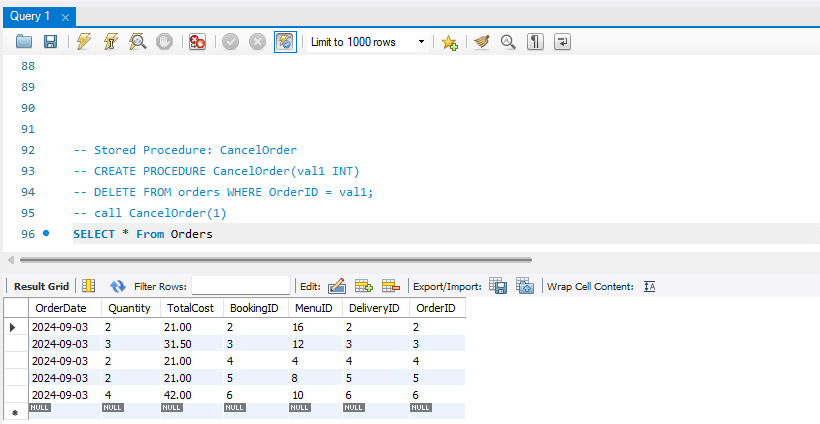 Query 1
Limit to 1000 rows
88
89
90
91
92 -- Stored Procedure: CancelOrder
93 -- CREATE PROCEDURE CancelOrder(val1 INT)
94 -- DELETE FROM orders WHERE OrderID = val1;
95 -- call CancelOrder(1)
96 SELECT * From Orders
Result Grid Filter Rows: Edit: Export/Import: Wrap Cell Content: IA
OrderDate Quantity TotalCost BookingID MenuID DeliveryID OrderID
2024-09-03 2 21.00 2 16 2 2
2024-09-03 3 31.50 3 12 3 3
2024-09-03 2 21.00 4 4 4 4
2024-09-03 2 21.00 5 8 5 5
2024-09-03 4 42.00 6 10 6 6
NULL NULL NULL NULL NULL NULL NULL